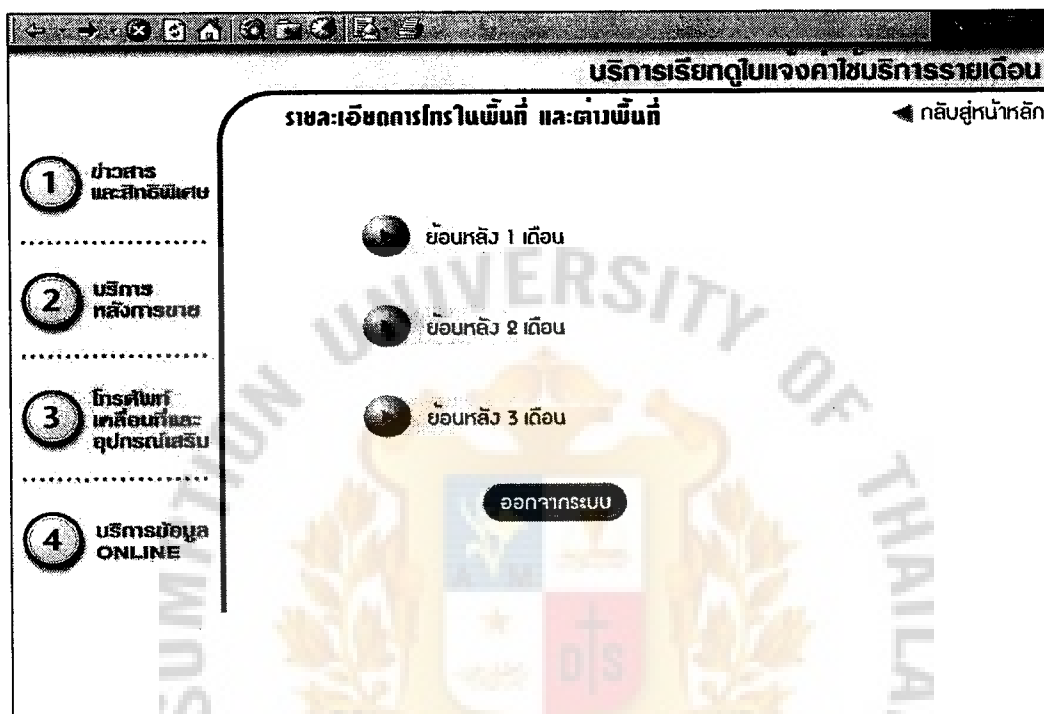 บริการเรียกดูใบแจ้งค่าใช้บริการรายเดือน
รายละเอียดการโทรในพื้นที่ และต่างพื้นที่
กลับสู่หน้าหลัก
1
ข่าวสาร
และสิทธิพิเศษ
ย้อนหลัง 1 เดือน
2
บริการ
หลังการขาย
ย้อนหลัง 2 เดือน
3
โทรศัพท์
เคลื่อนที่และ
อุปกรณ์เสริม
ย้อนหลัง 3 เดือน
ออกจากระบบ
4
บริการข้อมูล
ONLINE
SUMPTION UNIVERSITY OF THAILA
A M
D S